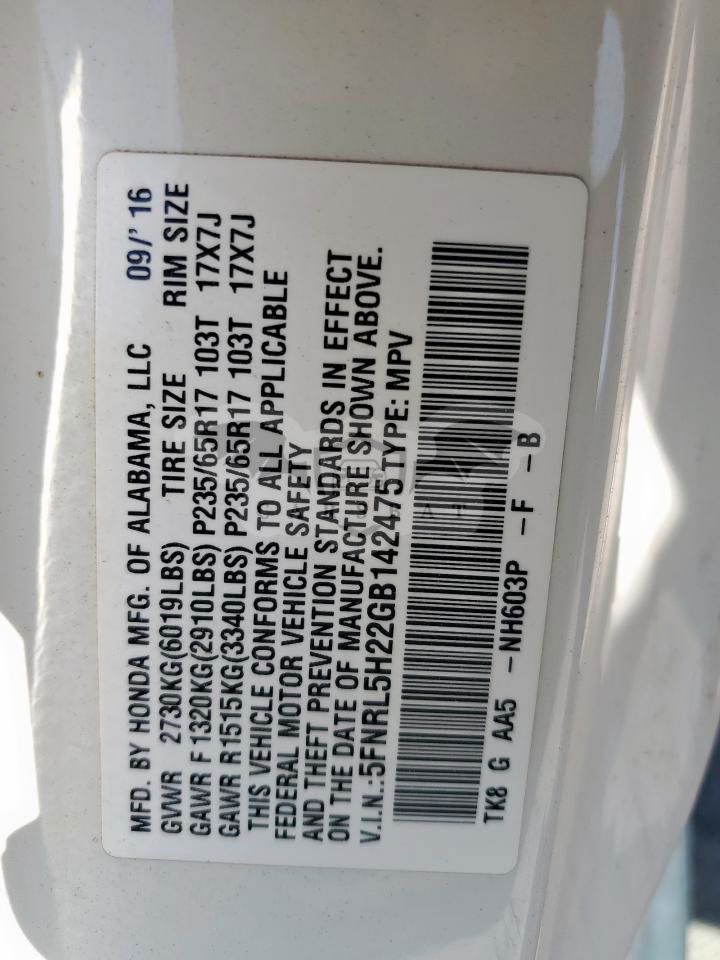 MFD. BY HONDA MFG. OF ALABAMA, LLC 09/'16
GVWR 2730KG(6019LBS) TIRE SIZE RIM SIZE
GAWR F 1320KG(2910LBS) P235/65R17 103T 17X7J
GAWR R1515KG(3340LBS) P235/65R17 103T 17X7J
THIS VEHICLE CONFORMS TO ALL APPLICABLE
FEDERAL MOTOR VEHICLE SAFETY
AND THEFT PREVENTION STANDARDS IN EFFECT
ON THE DATE OF MANUFACTURE SHOWN ABOVE.
V.I.N.:5FNRL5H22GB142475 TYPE: MPV
TK8 G AA5 -NH603P -F -B